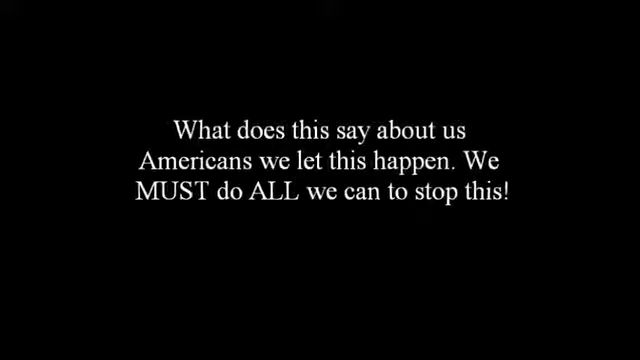 What does this say about us
Americans we let this happen. We
MUST do ALL we can to stop this!